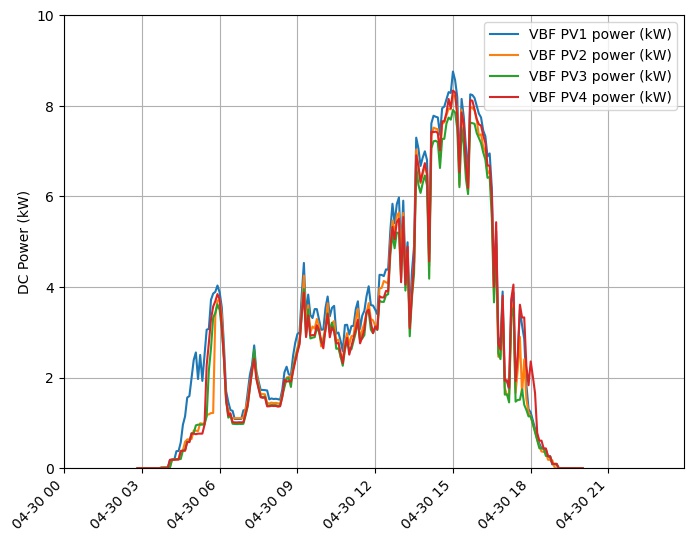 10
8
6
4
2
0
DC Power (kW)
VBF PV1 power (kW)
VBF PV2 power (kW)
VBF PV3 power (kW)
VBF PV4 power (kW)
04-30 00
04-30 03
04-30 06
04-30 09
04-30 12
04-30 15
04-30 18
04-30 21